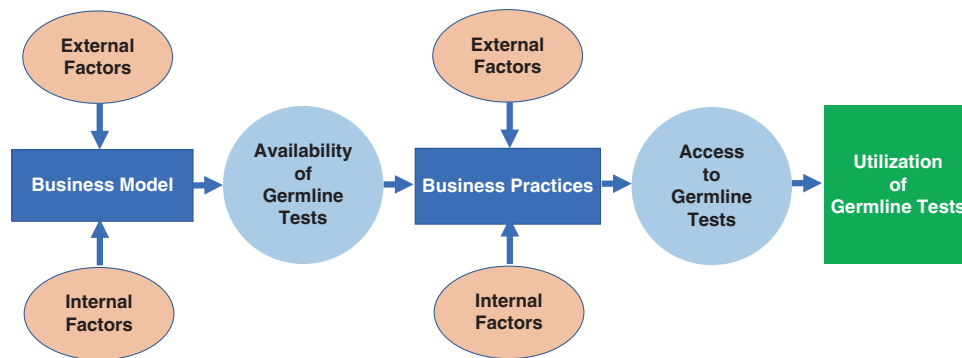 External
Factors
Business Model
Internal
Factors
Availability
of
Germline
Tests
External
Factors
Business Practices
Internal
Factors
Access
to
Germline
Tests
Utilization
of
Germline Tests